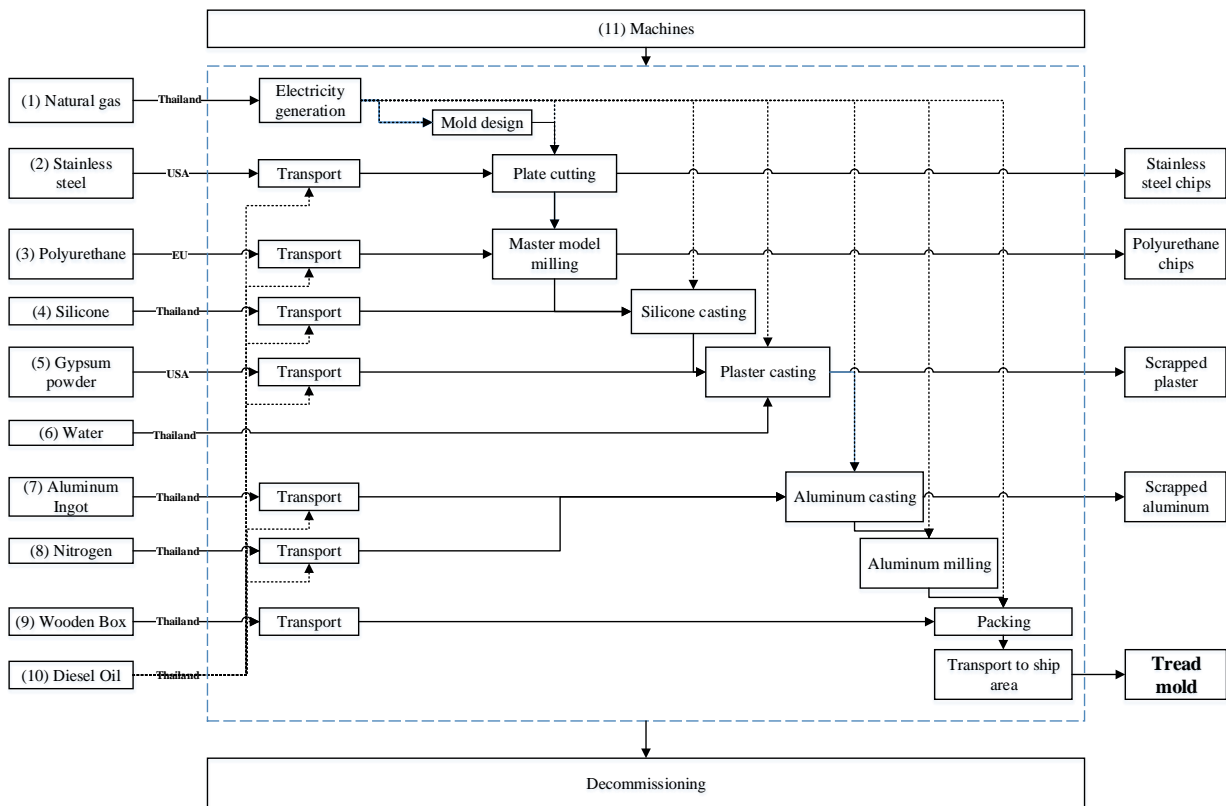 (11) Machines
(1) Natural gas
Thailand
Electricity
generation
Mold design
(2) Stainless
steel
USA
Transport
Plate cutting
Stainless
steel chips
(3) Polyurethane
EU
Transport
Master model
milling
Polyurethane
chips
(4) Silicone
Thailand
Transport
Silicone casting
(5) Gypsum
powder
USA
Transport
Plaster casting
Scrapped
plaster
(6) Water
Thailand
(7) Aluminum
Ingot
Thailand
Transport
Aluminum casting
Scrapped
aluminum
(8) Nitrogen
Thailand
Transport
Aluminum milling
(9) Wooden Box
Thailand
Transport
Packing
(10) Diesel Oil
Thailand
Transport to ship
area
Tread
mold
Decommissioning